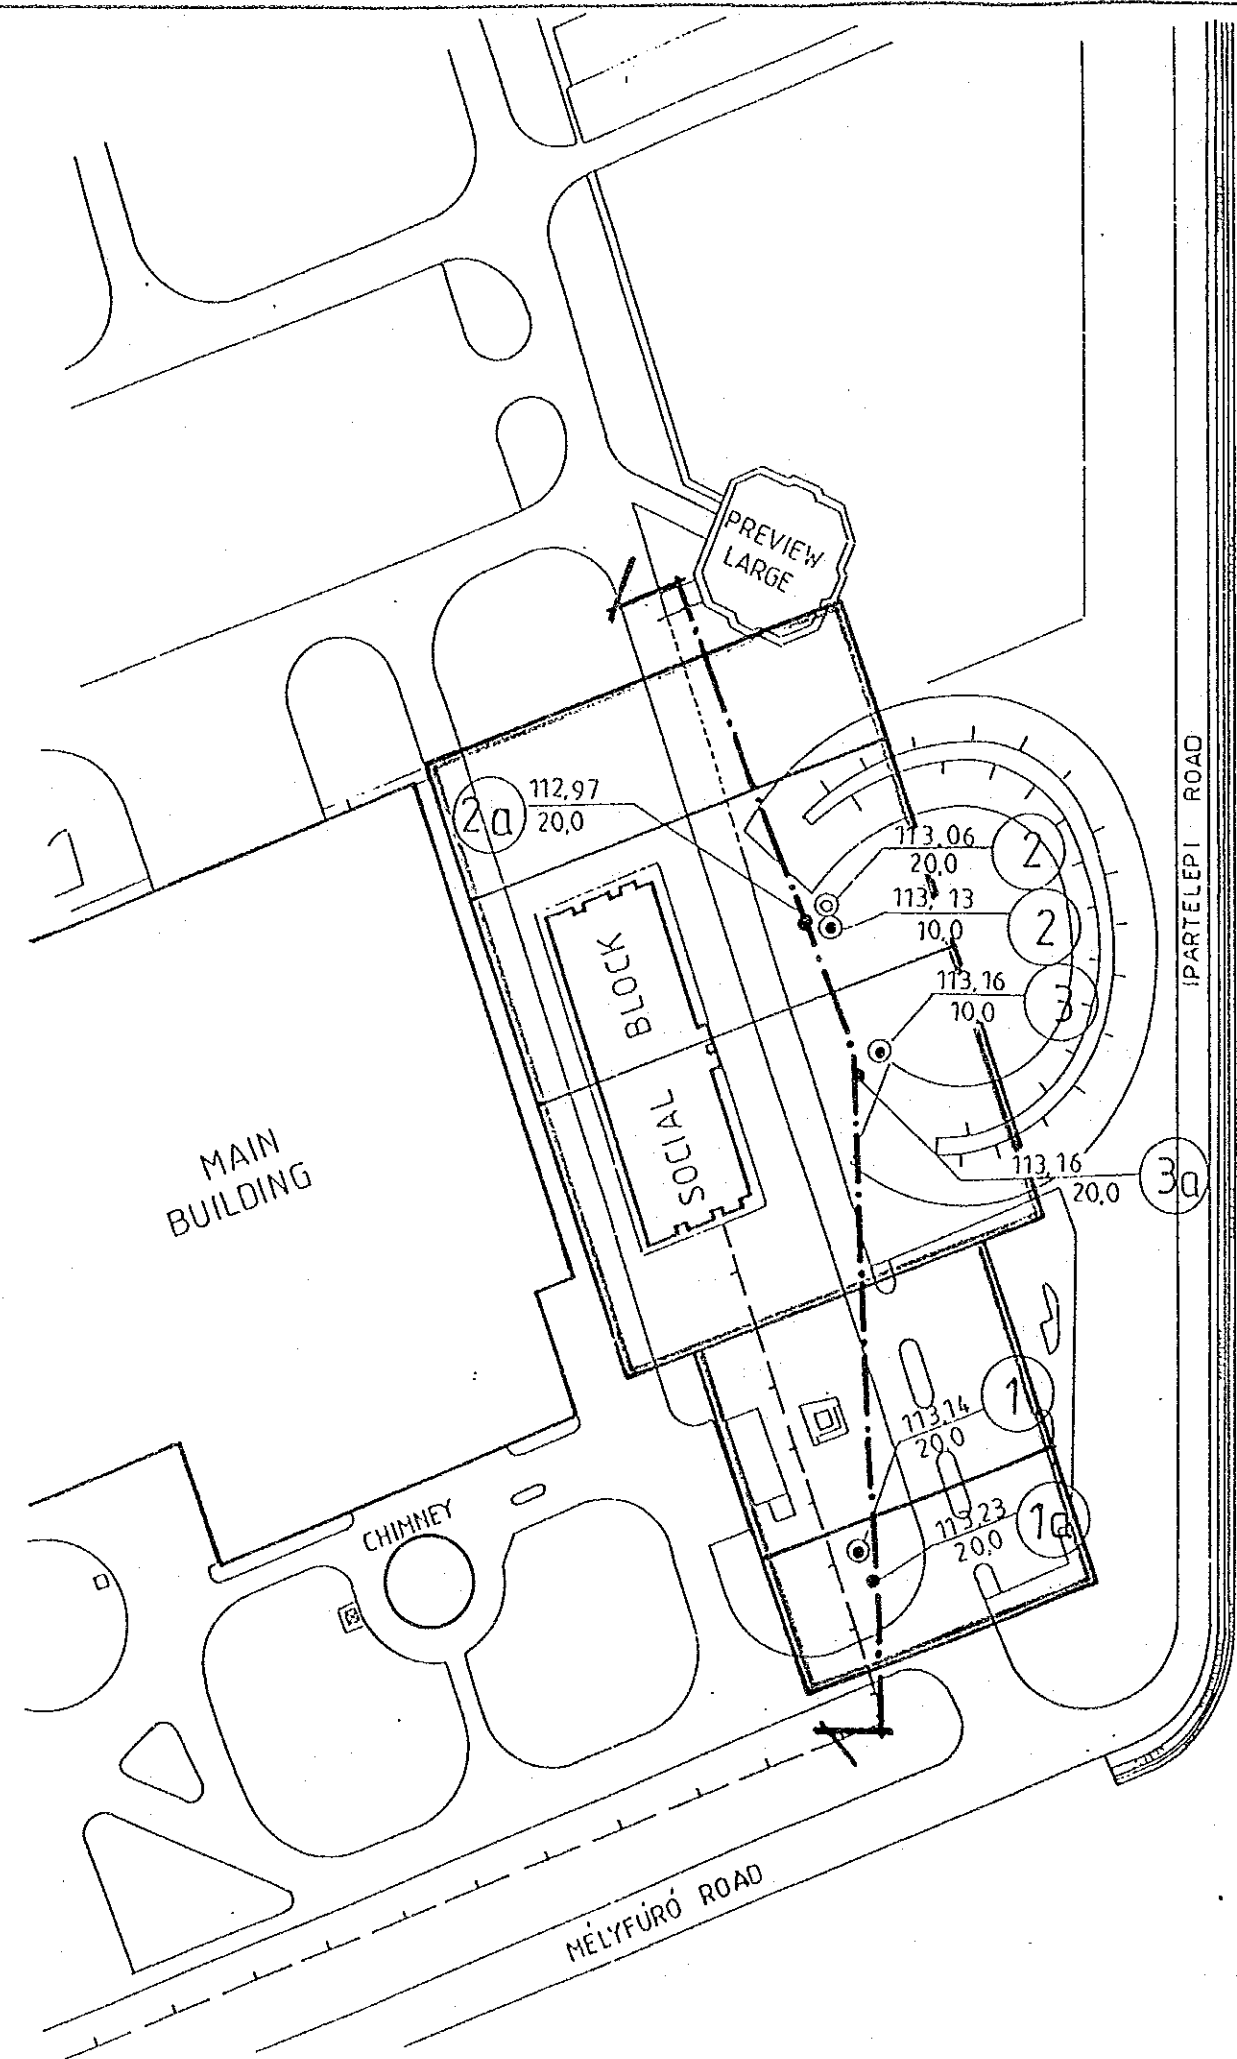 PREVIEW
LARGE
IPARTELEPI ROAD
2a
112,97
20,0
113,06
20,0
2
113,13
10,0
2
113,16
10,0
3
113,16
20,0
3a
SOCIAL BLOCK
MAIN
BUILDING
1
113,14
20,0
113,23
20,0
1a
CHIMNEY
MÉLYFÚRÓ ROAD